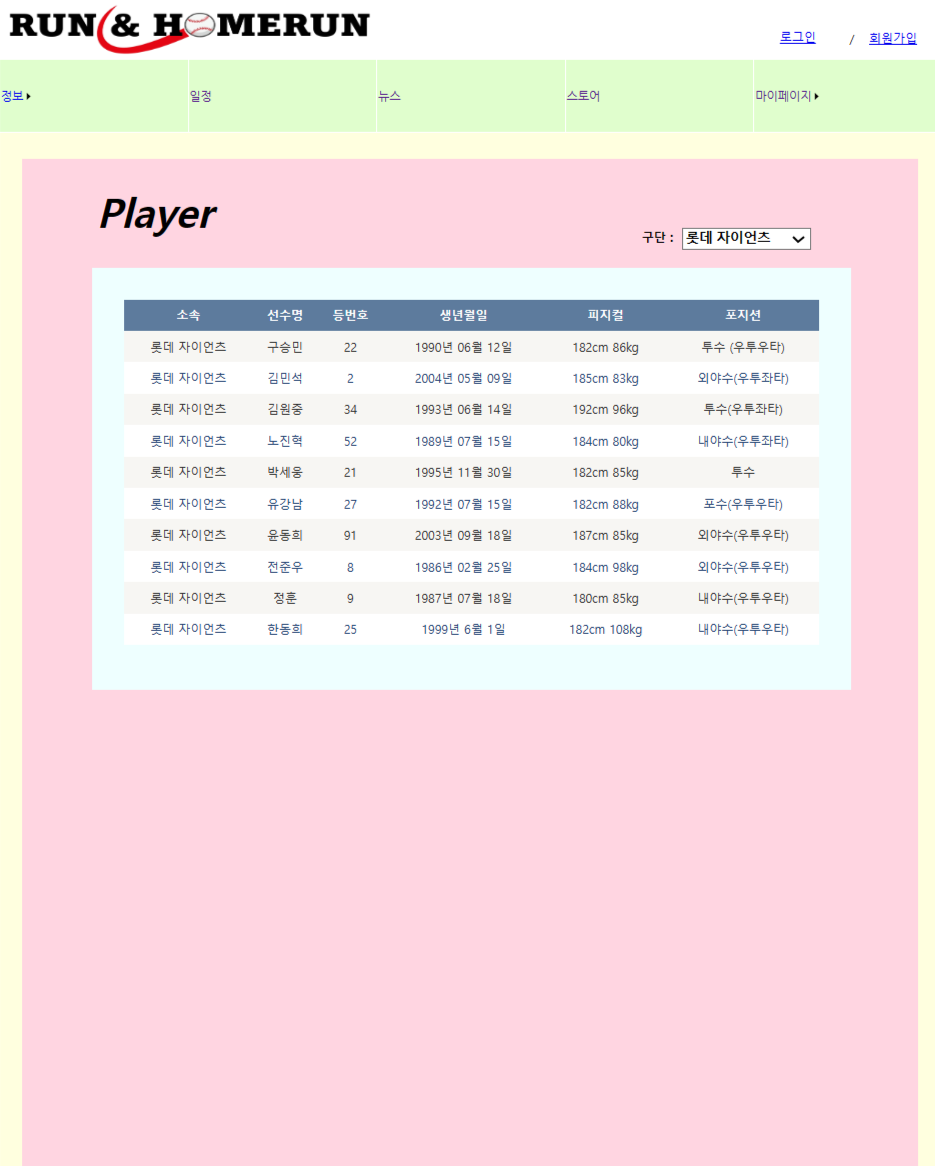 RUN & HOMERUN
로그인 / 회원가입
정보 일정 뉴스 스토어 마이페이지
Player
구단 : 롯데 자이언츠
소속 선수명 등번호 생년월일 피지컬 포지션
롯데 자이언츠 구승민 22 1990년 06월 12일 182cm 86kg 투수 (우투우타)
롯데 자이언츠 김민석 2 2004년 05월 09일 185cm 83kg 외야수(우투좌타)
롯데 자이언츠 김원중 34 1993년 06월 14일 192cm 96kg 투수(우투좌타)
롯데 자이언츠 노진혁 52 1989년 07월 15일 184cm 80kg 내야수(우투좌타)
롯데 자이언츠 박세웅 21 1995년 11월 30일 182cm 85kg 투수
롯데 자이언츠 유강남 27 1992년 07월 15일 182cm 88kg 포수(우투우타)
롯데 자이언츠 윤동희 91 2003년 09월 18일 187cm 85kg 외야수(우투우타)
롯데 자이언츠 전준우 8 1986년 02월 25일 184cm 98kg 외야수(우투우타)
롯데 자이언츠 정훈 9 1987년 07월 18일 180cm 85kg 내야수(우투우타)
롯데 자이언츠 한동희 25 1999년 6월 1일 182cm 108kg 내야수(우투우타)